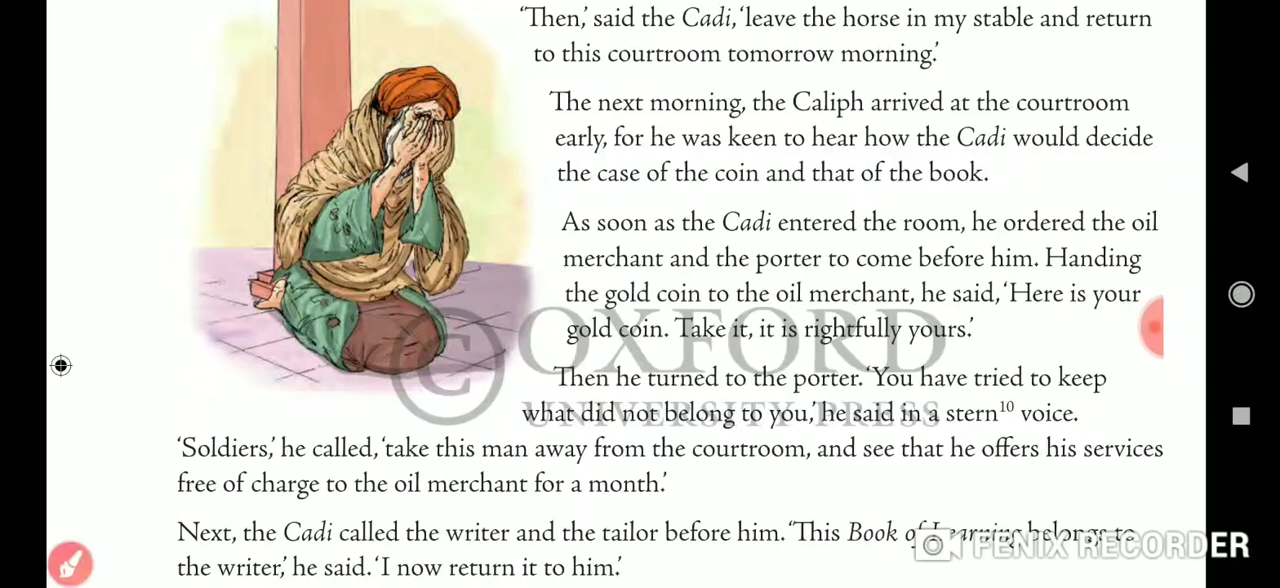 ‘Then,’ said the Cadi, ‘leave the horse in my stable and return
to this courtroom tomorrow morning.’
The next morning, the Caliph arrived at the courtroom
early, for he was keen to hear how the Cadi would decide
the case of the coin and that of the book.
As soon as the Cadi entered the room, he ordered the oil
merchant and the porter to come before him. Handing
the gold coin to the oil merchant, he said, ‘Here is your
gold coin. Take it, it is rightfully yours.’
Then he turned to the porter. ‘You have tried to keep
what did not belong to you,’ he said in a stern¹⁰ voice.
‘Soldiers,’ he called, ‘take this man away from the courtroom, and see that he offers his services
free of charge to the oil merchant for a month.’
Next, the Cadi called the writer and the tailor before him. ‘This Book of Learning belongs to
the writer,’ he said. ‘I now return it to him.’
© OXFORD
UNIVERSITY PRESS
FENIX RECORDER